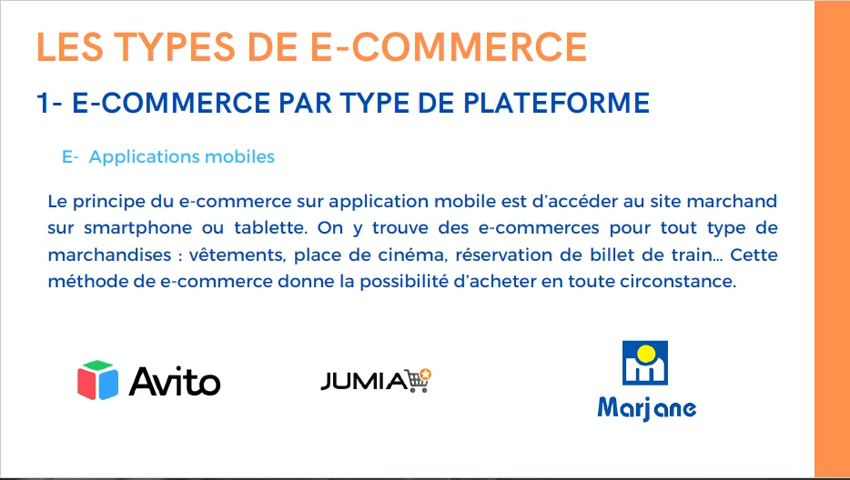 LES TYPES DE E-COMMERCE
1- E-COMMERCE PAR TYPE DE PLATEFORME
E- Applications mobiles
Le principe du e-commerce sur application mobile est d’accéder au site marchand
sur smartphone ou tablette. On y trouve des e-commerces pour tout type de
marchandises : vêtements, place de cinéma, réservation de billet de train... Cette
méthode de e-commerce donne la possibilité d’acheter en toute circonstance.
Avito
JUMIA
Marjane